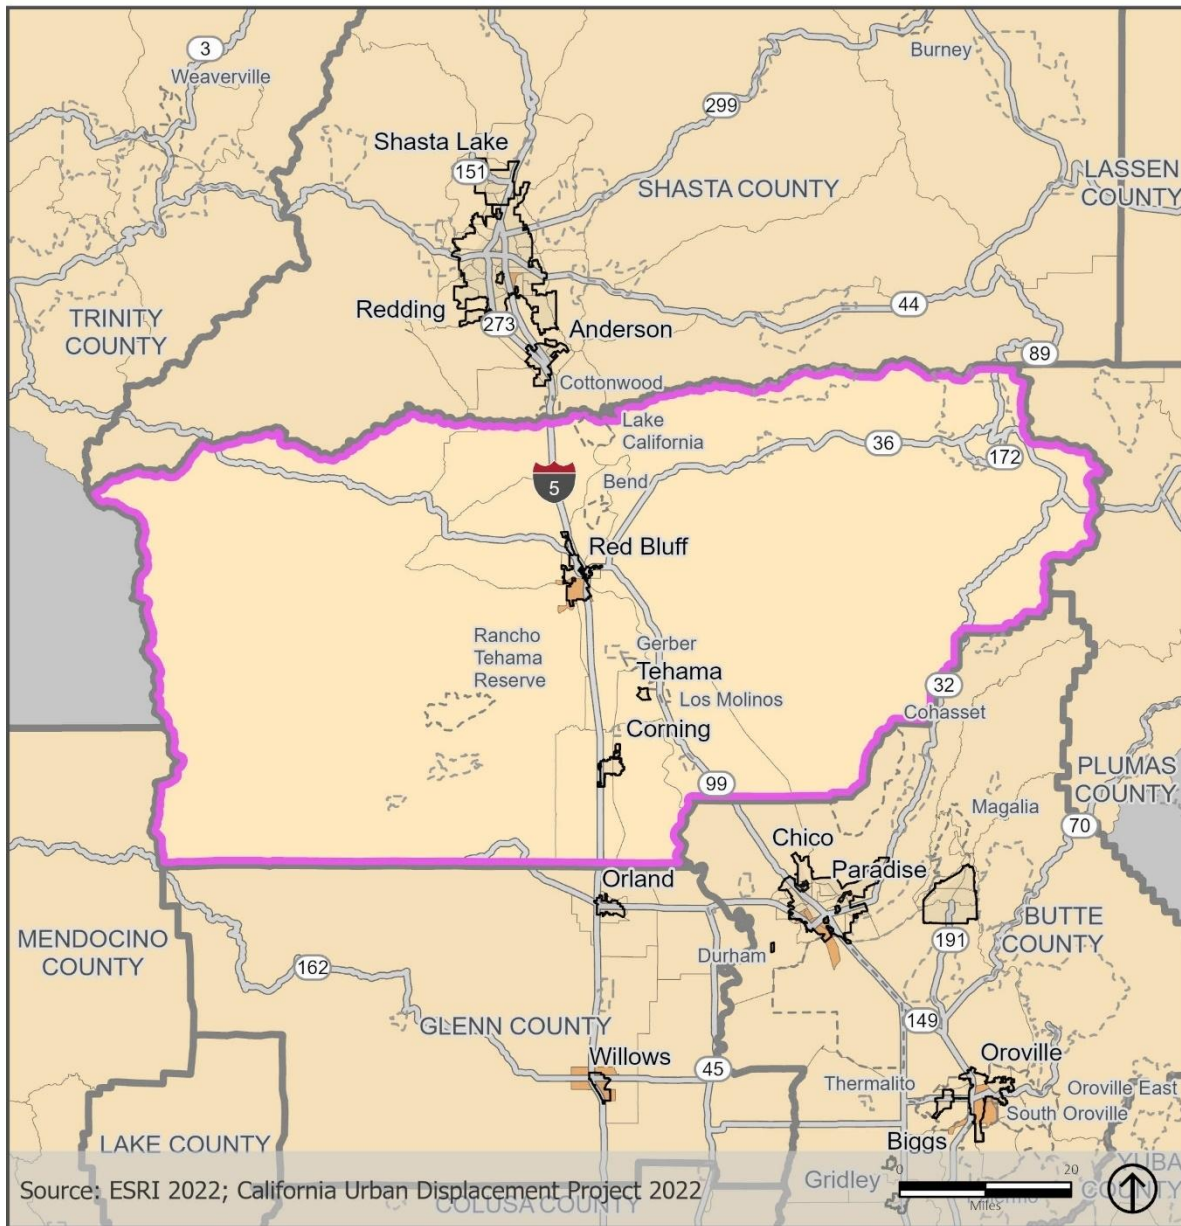 3
Weaverville
Burney
299
Shasta Lake
151
SHASTA COUNTY
LASSEN
COUNTY
TRINITY
COUNTY
Redding
273
Anderson
44
89
Cottonwood
Lake
California
36
172
5
Bend
Red Bluff
Rancho
Tehama
Reserve
Gerber
Tehama
Los Molinos
32
Cohasset
Corning
99
PLUMAS
COUNTY
Magalia
70
Chico
Paradise
Orland
MENDOCINO
COUNTY
162
Durham
191
BUTTE
COUNTY
GLENN COUNTY
149
Willows
45
Oroville
Thermalito
Oroville East
South Oroville
Biggs
LAKE COUNTY
Gridley
YUBA
COUNTY
COLUSA COUNTY
Source: ESRI 2022; California Urban Displacement Project 2022
0
20
Miles